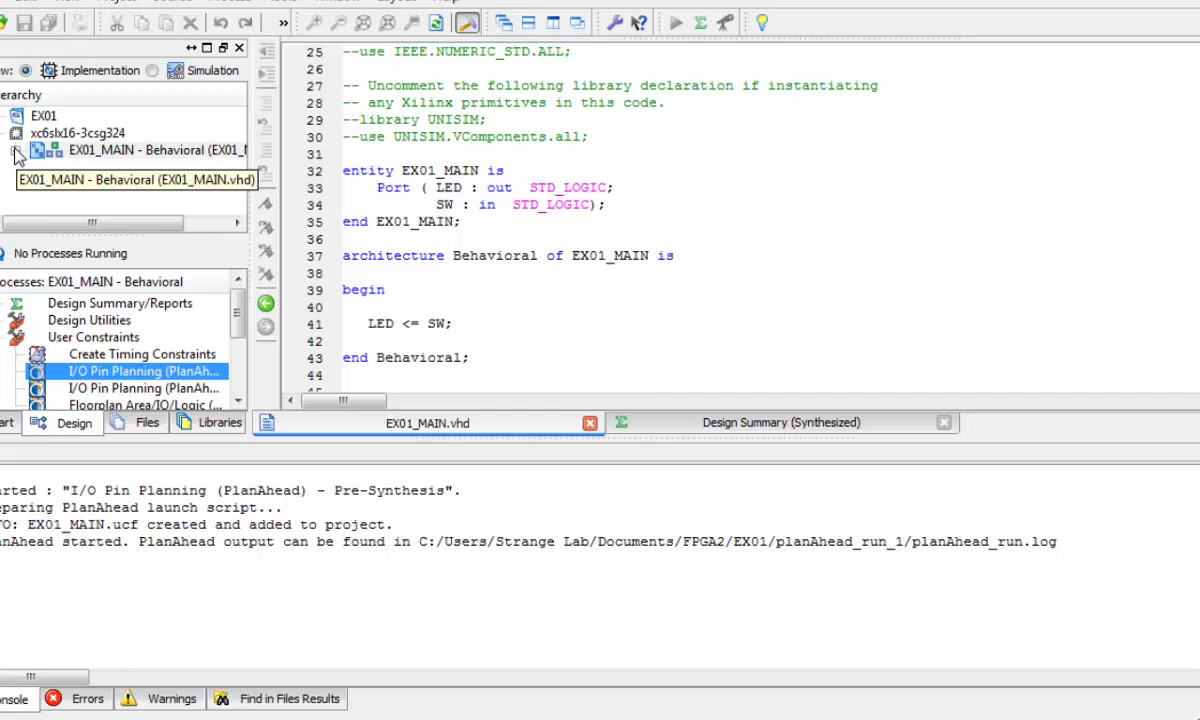 w: Implementation Simulation
erarchy
EX01
xc6slx16-3csg324
EX01_MAIN - Behavioral (EX01_M
EX01_MAIN - Behavioral (EX01_MAIN.vhd)
No Processes Running
ocesses: EX01_MAIN - Behavioral
Design Summary/Reports
Design Utilities
User Constraints
Create Timing Constraints
I/O Pin Planning (PlanAh...
I/O Pin Planning (PlanAh...
Floorplan Area/IO/Logic (...
art Design Files Libraries
25 --use IEEE.NUMERIC_STD.ALL;
26
27 -- Uncomment the following library declaration if instantiating
28 -- any Xilinx primitives in this code.
29 --library UNISIM;
30 --use UNISIM.VComponents.all;
31
32 entity EX01_MAIN is
33 Port ( LED : out STD_LOGIC;
34 SW : in STD_LOGIC);
35 end EX01_MAIN;
36
37 architecture Behavioral of EX01_MAIN is
38
39 begin
40
41 LED <= SW;
42
43 end Behavioral;
44
EX01_MAIN.vhd Design Summary (Synthesized)
arted : "I/O Pin Planning (PlanAhead) - Pre-Synthesis".
eparing PlanAhead launch script...
FO: EX01_MAIN.ucf created and added to project.
anAhead started. PlanAhead output can be found in C:/Users/Strange Lab/Documents/FPGA2/EX01/planAhead_run_1/planAhead_run.log
onsole Errors Warnings Find in Files Results